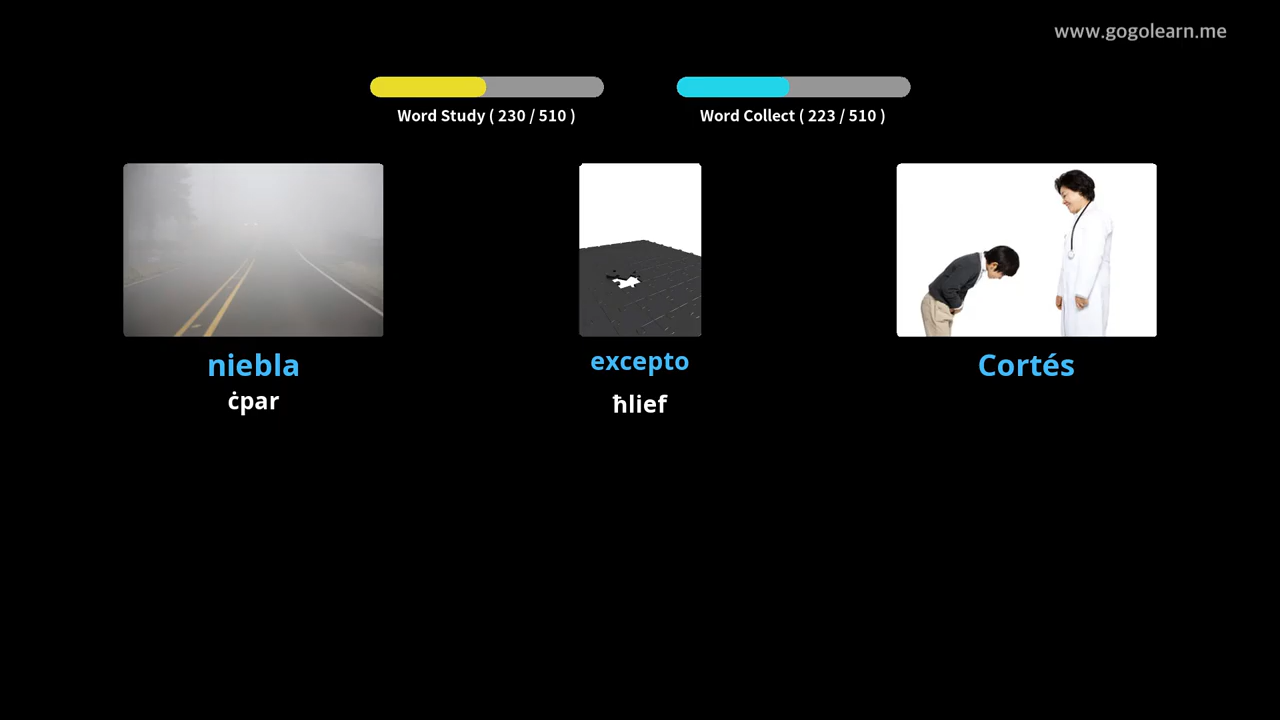 www.gogolearn.me
Word Study ( 230 / 510 )
Word Collect ( 223 / 510 )
niebla
ċpar
excepto
ħlief
Cortés